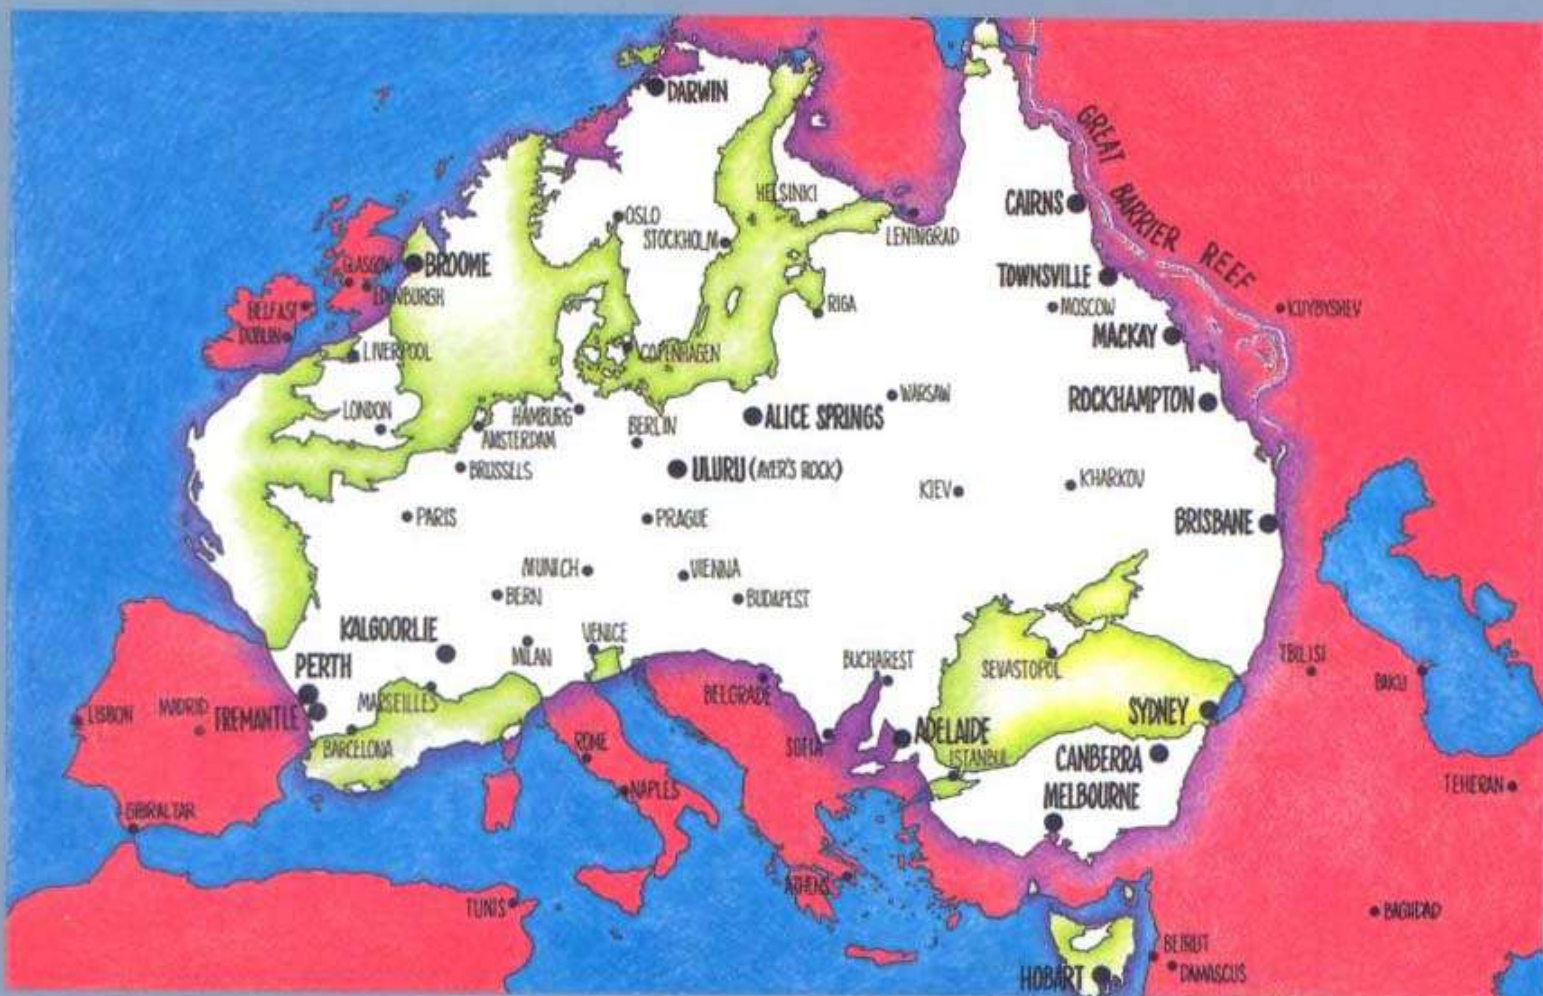 DARWIN
GREAT BARRIER REEF
CAIRNS
HELSINKI
OSLO
STOCKHOLM
LENINGRAD
GLASGOW
BROOME
EDINBURGH
TOWNSVILLE
BELFAST
RIGA
MOSCOW
KUYBYSHEV
DUBLIN
LIVERPOOL
COPENHAGEN
MACKAY
LONDON
HAMBURG
AMSTERDAM
BERLIN
ALICE SPRINGS
WARSAW
ROCKHAMPTON
BRUSSELS
ULURU (AYER'S ROCK)
KIEV
KHARKOV
PARIS
PRAGUE
BRISBANE
MUNICH
VIENNA
BERN
BUDAPEST
KALGOORLIE
VENICE
PERTH
MILAN
BUCHAREST
SEVASTOPOL
TBILISI
BAKU
LISBON
MADRID
FREMANTLE
MARSEILLES
BELGRADE
SYDNEY
BARCELONA
ROME
SOFIA
ADELAIDE
ISTANBUL
CANBERRA
TEHERAN
GIBRALTAR
NAPLES
MELBOURNE
ATHENS
TUNIS
BAGHDAD
BEIRUT
HOBART
DAMASCUS